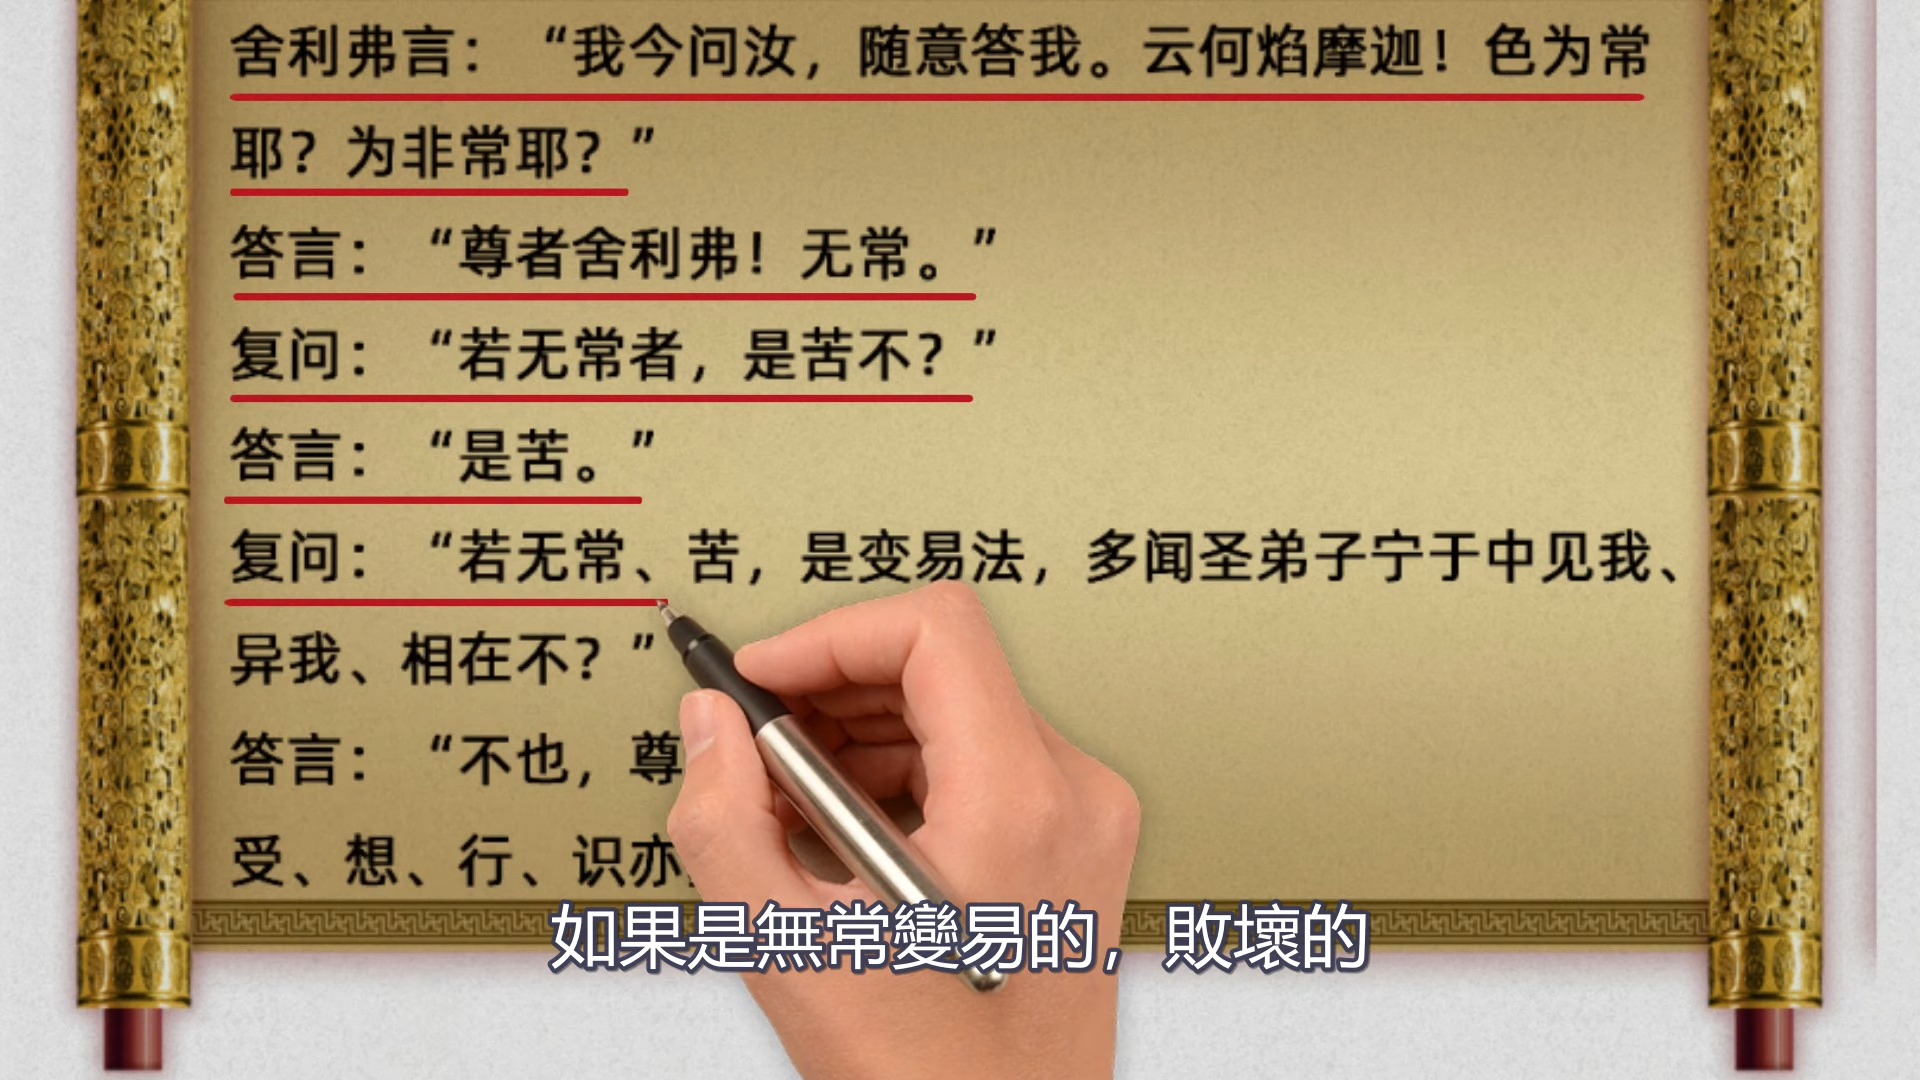 舍利弗言：“我今问汝，随意答我。云何焰摩迦！色为常
耶？为非常耶？”
答言：“尊者舍利弗！无常。”
复问：“若无常者，是苦不？”
答言：“是苦。”
复问：“若无常、苦，是变易法，多闻圣弟子宁于中见我、
异我、相在不？”
答言：“不也，尊
受、想、行、识亦
如果是無常變易的，敗壞的